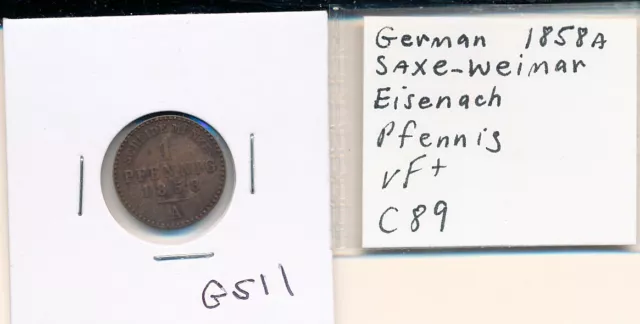 1
PFENNIG
1858
A
G511
German 1858A
SAXe-Weimar
Eisenach
Pfennig
VF+
C89